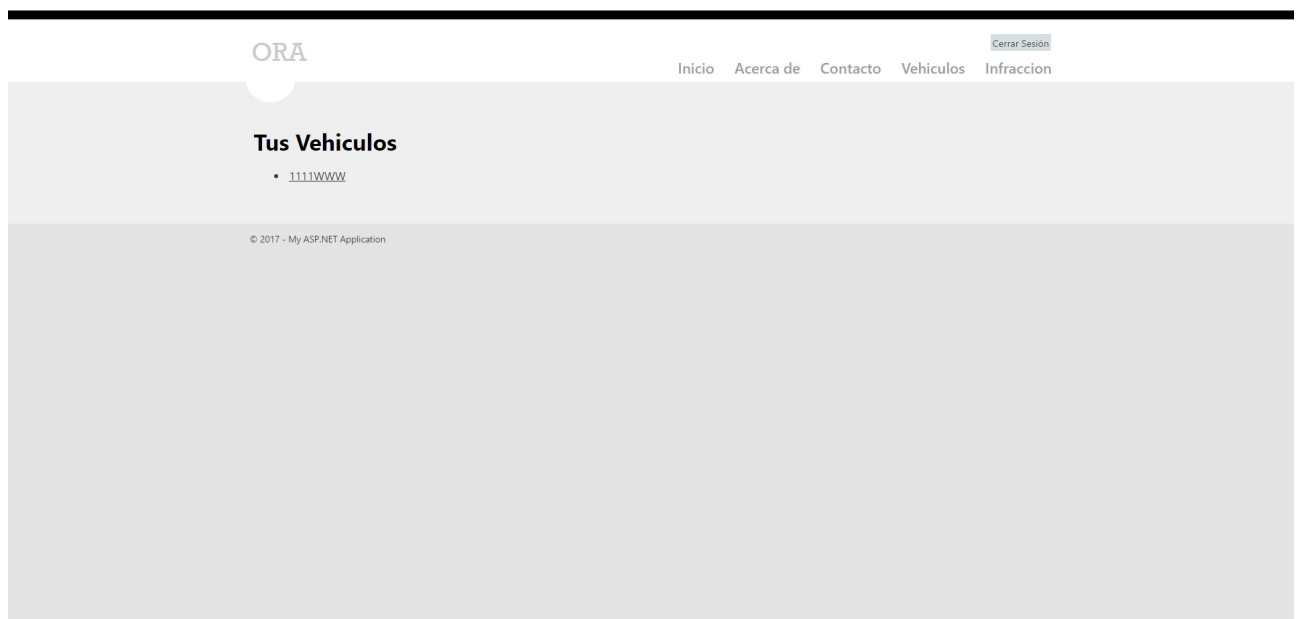 ORA
Cerrar Sesión
Inicio Acerca de Contacto Vehiculos Infraccion
Tus Vehiculos
1111WWW
© 2017 - My ASP.NET Application